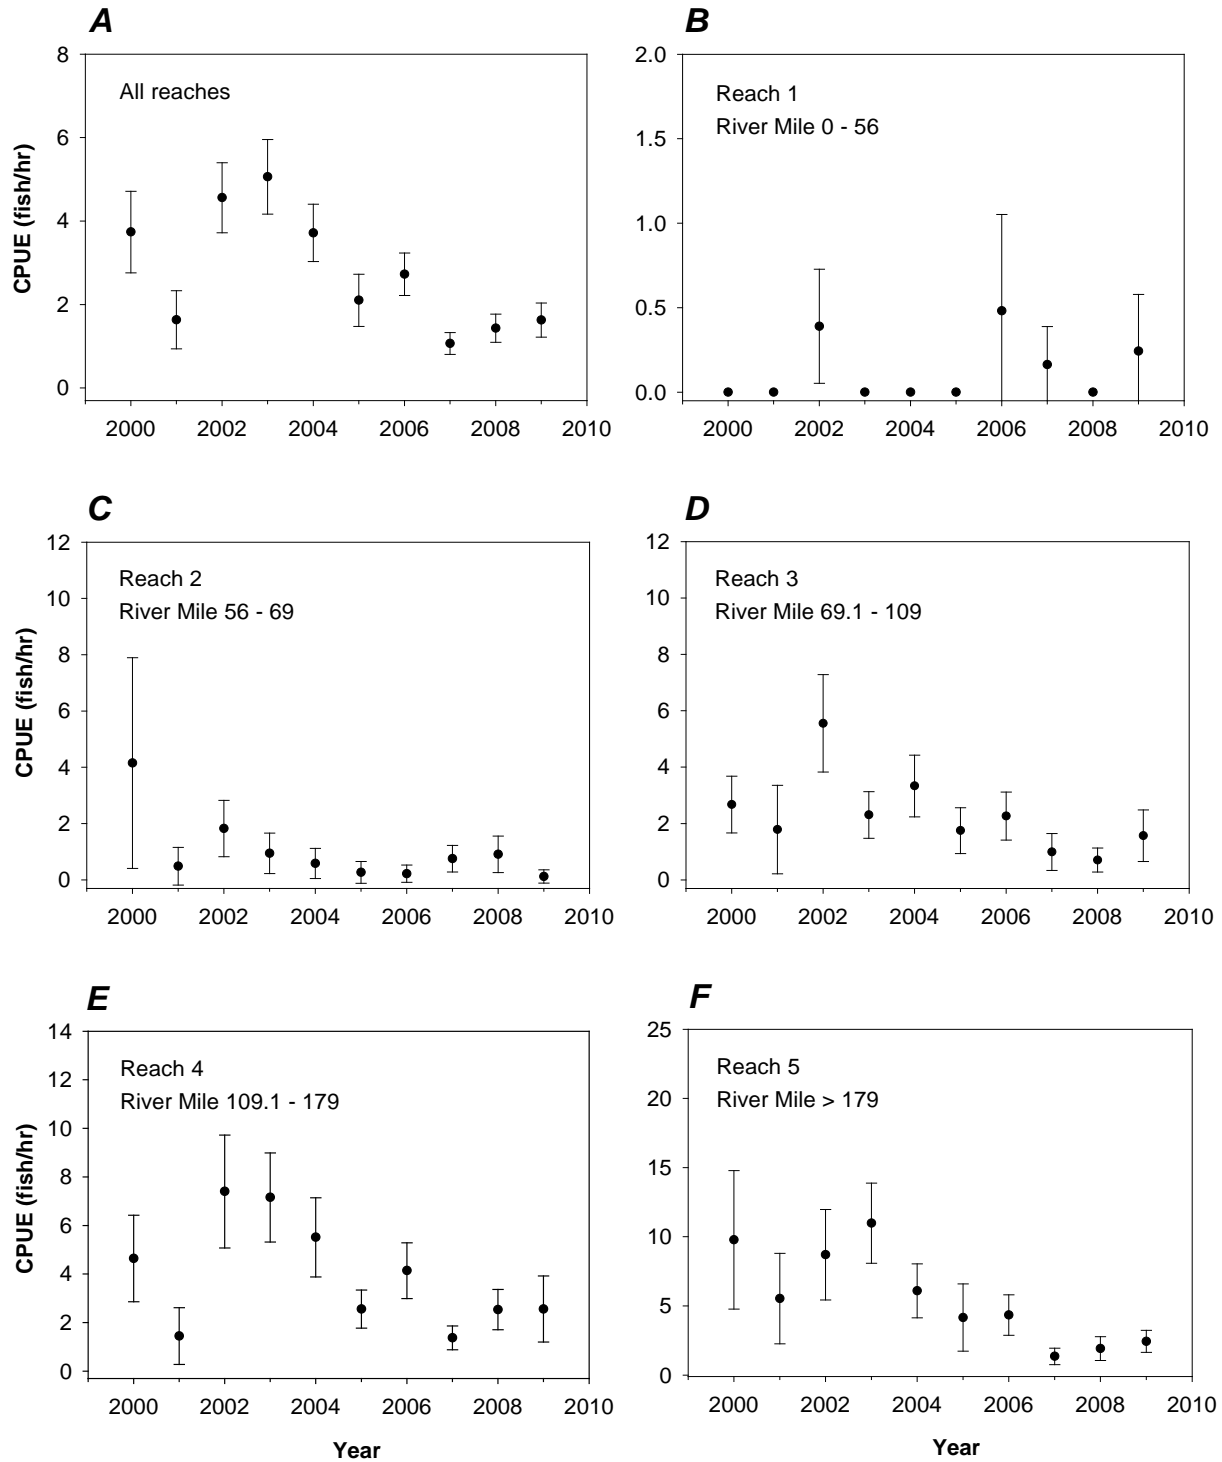 A
8
6
4
2
0
CPUE (fish/hr)
All reaches
2000 2002 2004 2006 2008 2010
B
2.0
1.5
1.0
0.5
0.0
Reach 1
River Mile 0 - 56
2000 2002 2004 2006 2008 2010
C
12
10
8
6
4
2
0
CPUE (fish/hr)
Reach 2
River Mile 56 - 69
2000 2002 2004 2006 2008 2010
D
12
10
8
6
4
2
0
Reach 3
River Mile 69.1 - 109
2000 2002 2004 2006 2008 2010
E
14
12
10
8
6
4
2
0
CPUE (fish/hr)
Reach 4
River Mile 109.1 - 179
2000 2002 2004 2006 2008 2010
Year
F
25
20
15
10
5
0
Reach 5
River Mile > 179
2000 2002 2004 2006 2008 2010
Year